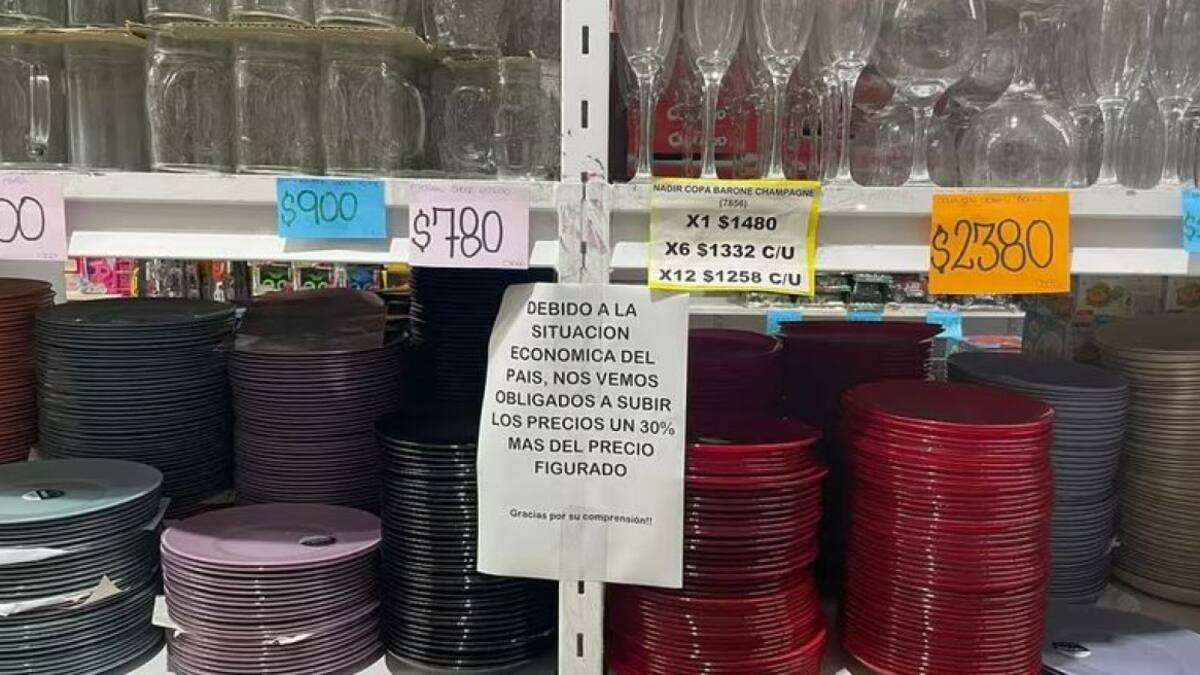 00
$900
$780
NADIR COPA BARONE CHAMPAGNE
(7856)
X1 $1480
X6 $1332 C/U
X12 $1258 C/U
$2380
DEBIDO A LA
SITUACION
ECONOMICA DEL
PAIS, NOS VEMOS
OBLIGADOS A SUBIR
LOS PRECIOS UN 30%
MAS DEL PRECIO
FIGURADO
Gracias por su comprensión!!